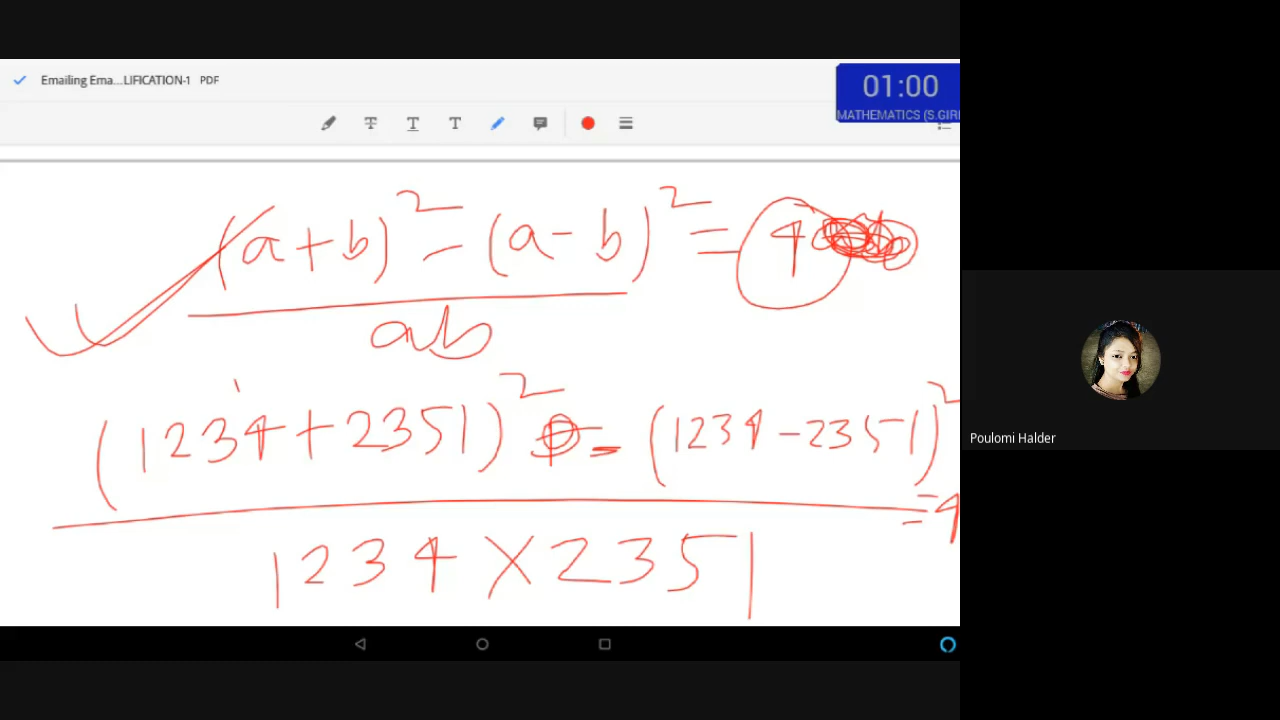 Emailing Ema...LIFICATION-1 PDF
01:00
MATHEMATICS (S.GIRI
T T T
(a+b)² - (a-b)² = 4
ab
(1234+2351)² - (1234-2351)²
= 4
1234 X 2351
Poulomi Halder